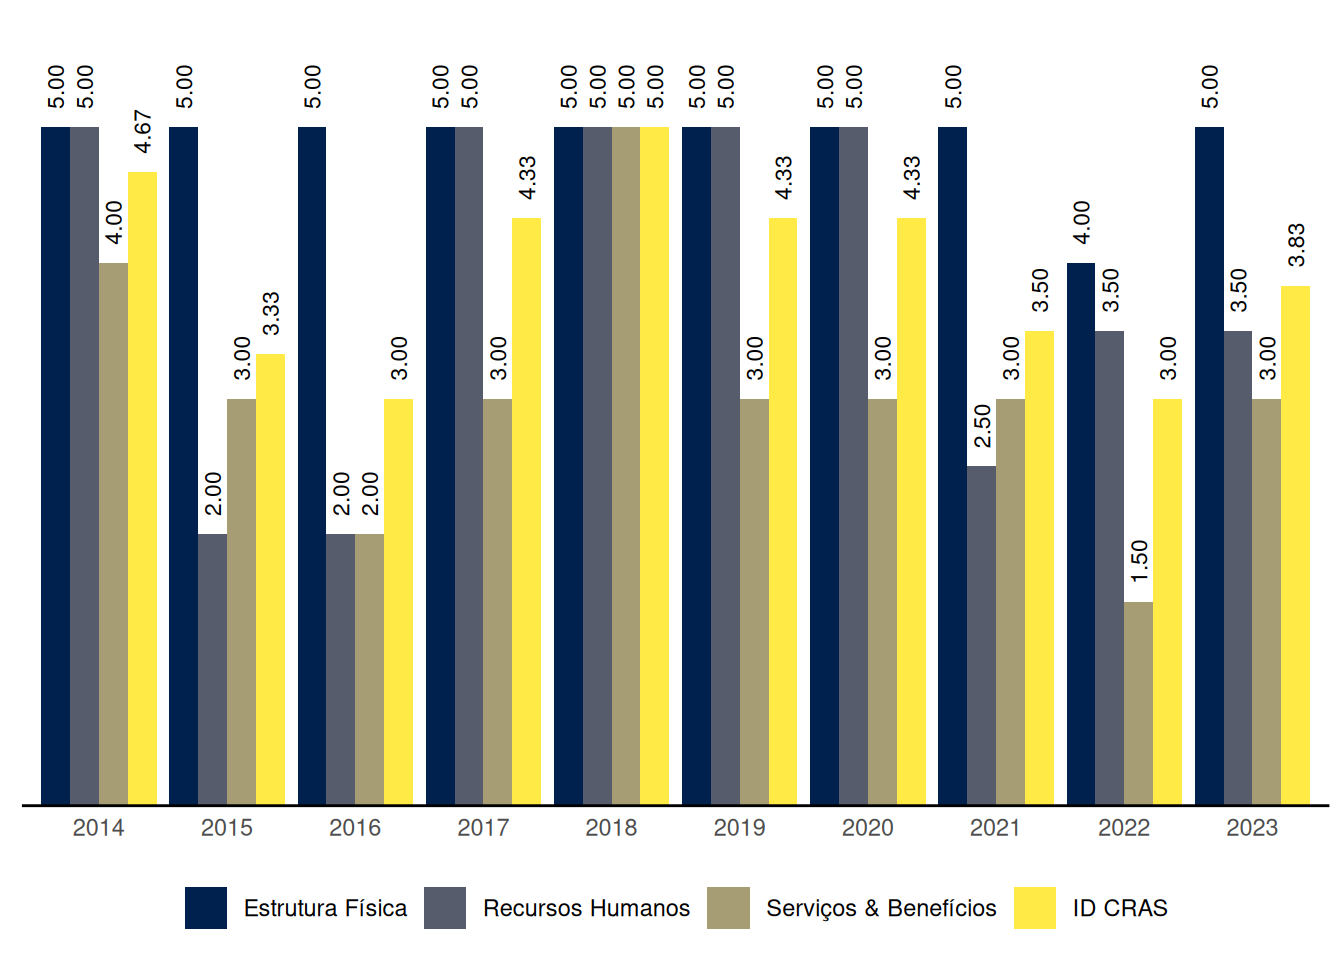 5.00 5.00 4.00 4.67
5.00 2.00 3.00 3.33
5.00 2.00 2.00 3.00
5.00 5.00 3.00 4.33
5.00 5.00 5.00 5.00
5.00 5.00 3.00 4.33
5.00 5.00 3.00 4.33
5.00 2.50 3.00 3.50
4.00 3.50 1.50 3.00
5.00 3.50 3.00 3.83
2014 2015 2016 2017 2018 2019 2020 2021 2022 2023
Estrutura Física Recursos Humanos Serviços & Benefícios ID CRAS